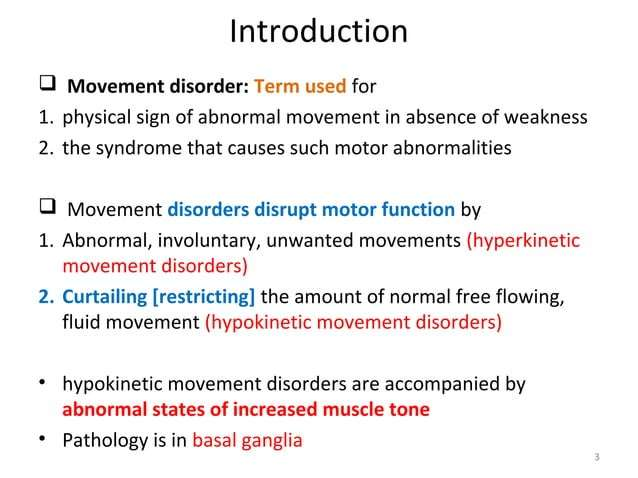 Introduction
❑ Movement disorder: Term used for
1. physical sign of abnormal movement in absence of weakness
2. the syndrome that causes such motor abnormalities
❑ Movement disorders disrupt motor function by
1. Abnormal, involuntary, unwanted movements (hyperkinetic
movement disorders)
2. Curtailing [restricting] the amount of normal free flowing,
fluid movement (hypokinetic movement disorders)
• hypokinetic movement disorders are accompanied by
abnormal states of increased muscle tone
• Pathology is in basal ganglia
3